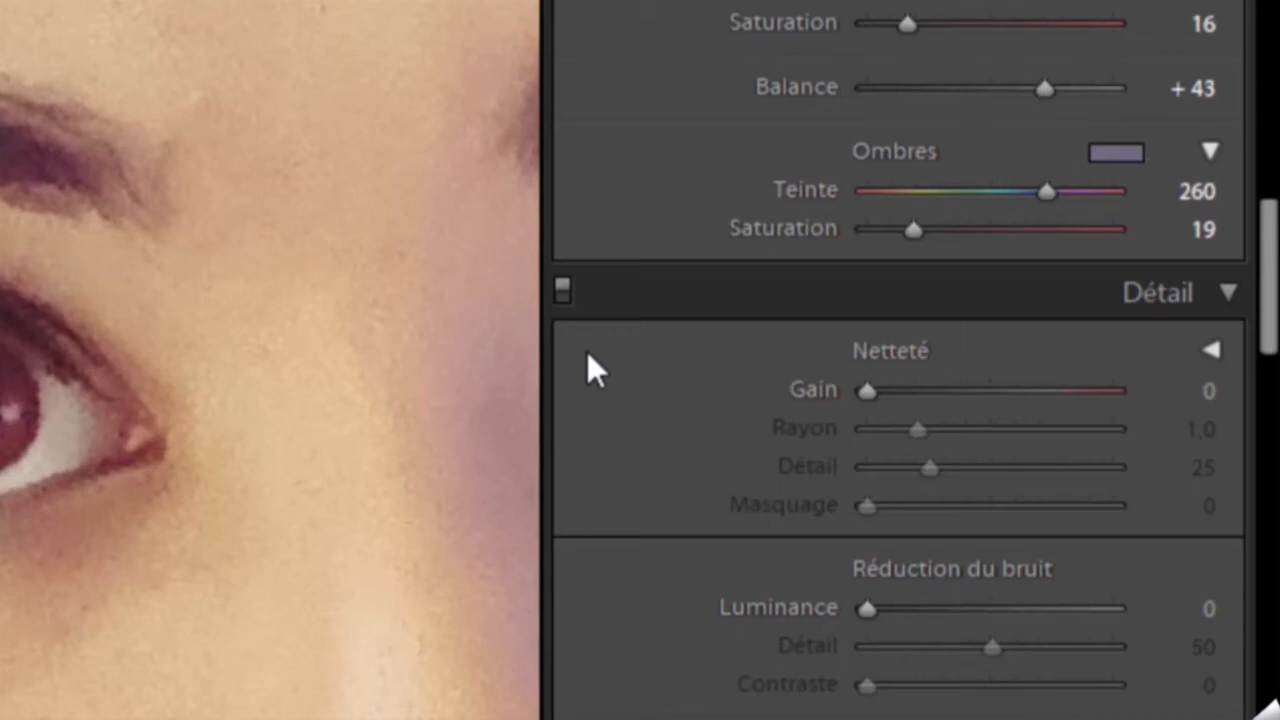 Saturation 16
Balance + 43
Ombres
Teinte 260
Saturation 19
Détail
Netteté
Gain 0
Rayon 1,0
Détail 25
Masquage 0
Réduction du bruit
Luminance 0
Détail 50
Contraste 0